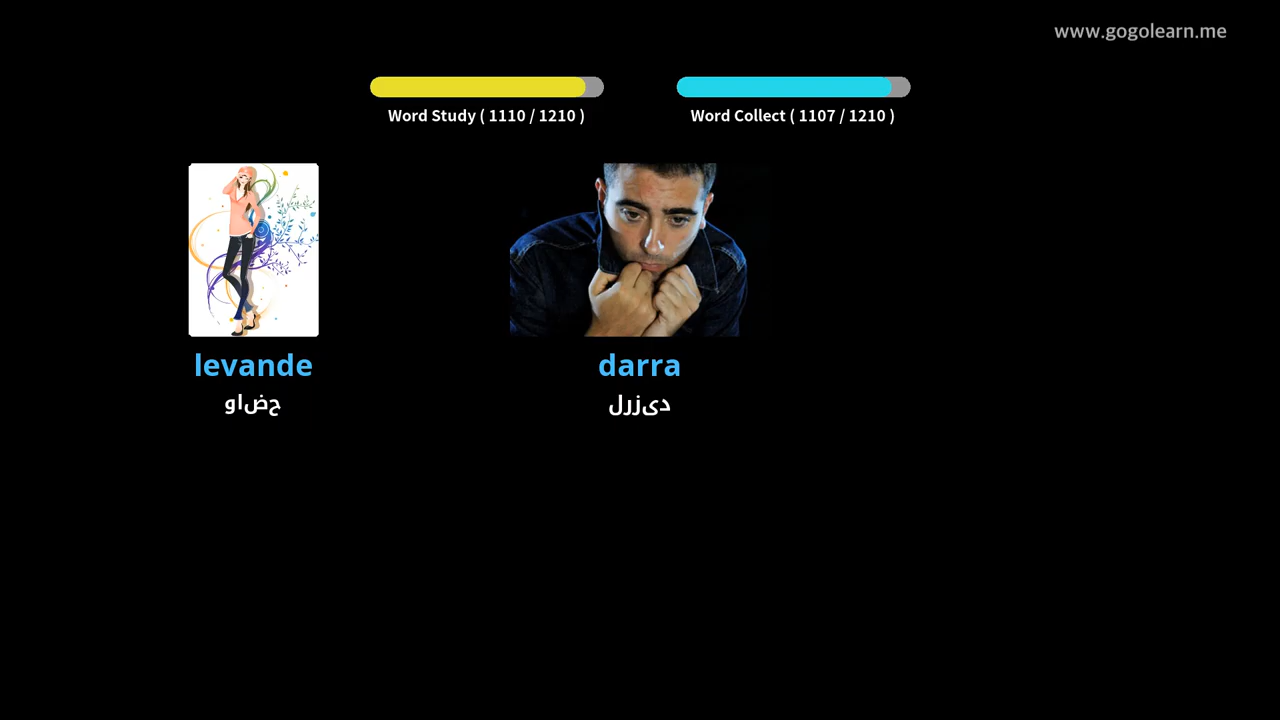 www.gogolearn.me
Word Study ( 1110 / 1210 )
Word Collect ( 1107 / 1210 )
levande
حضاو
darra
دیزرل